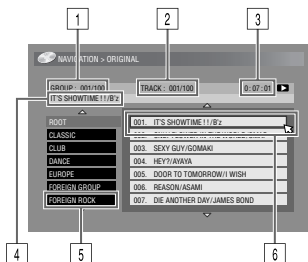 1
2
3
NAVIGATION > ORIGINAL
GROUP : 001/100
TRACK : 001/100
0:07:01
IT'S SHOWTIME ! ! /B'z
ROOT
CLASSIC
CLUB
DANCE
EUROPE
FOREIGN GROUP
FOREIGN ROCK
001. IT'S SHOWTIME ! ! /B'z
003. SEXY GUY/GOMAKI
004. HEY?/AYAYA
005. DOOR TO TOMORROW/I WISH
006. REASON/ASAMI
007. DIE ANOTHER DAY/JAMES BOND
4
5
6